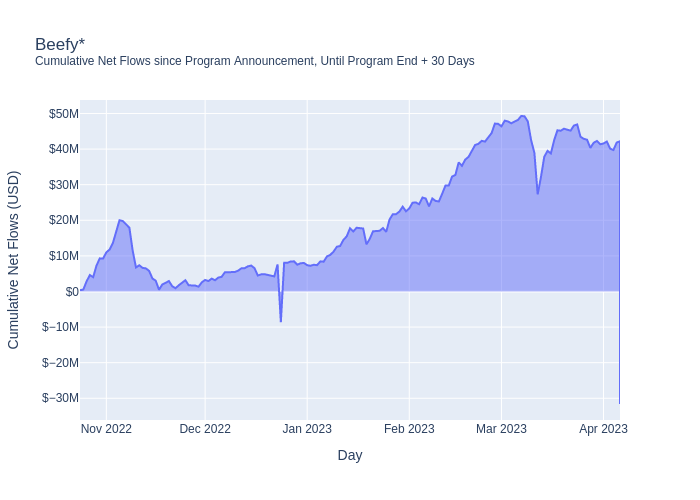 Beefy*
Cumulative Net Flows since Program Announcement, Until Program End + 30 Days
Cumulative Net Flows (USD)
$50M
$40M
$30M
$20M
$10M
$0
$−10M
$−20M
$−30M
Nov 2022
Dec 2022
Jan 2023
Feb 2023
Mar 2023
Apr 2023
Day